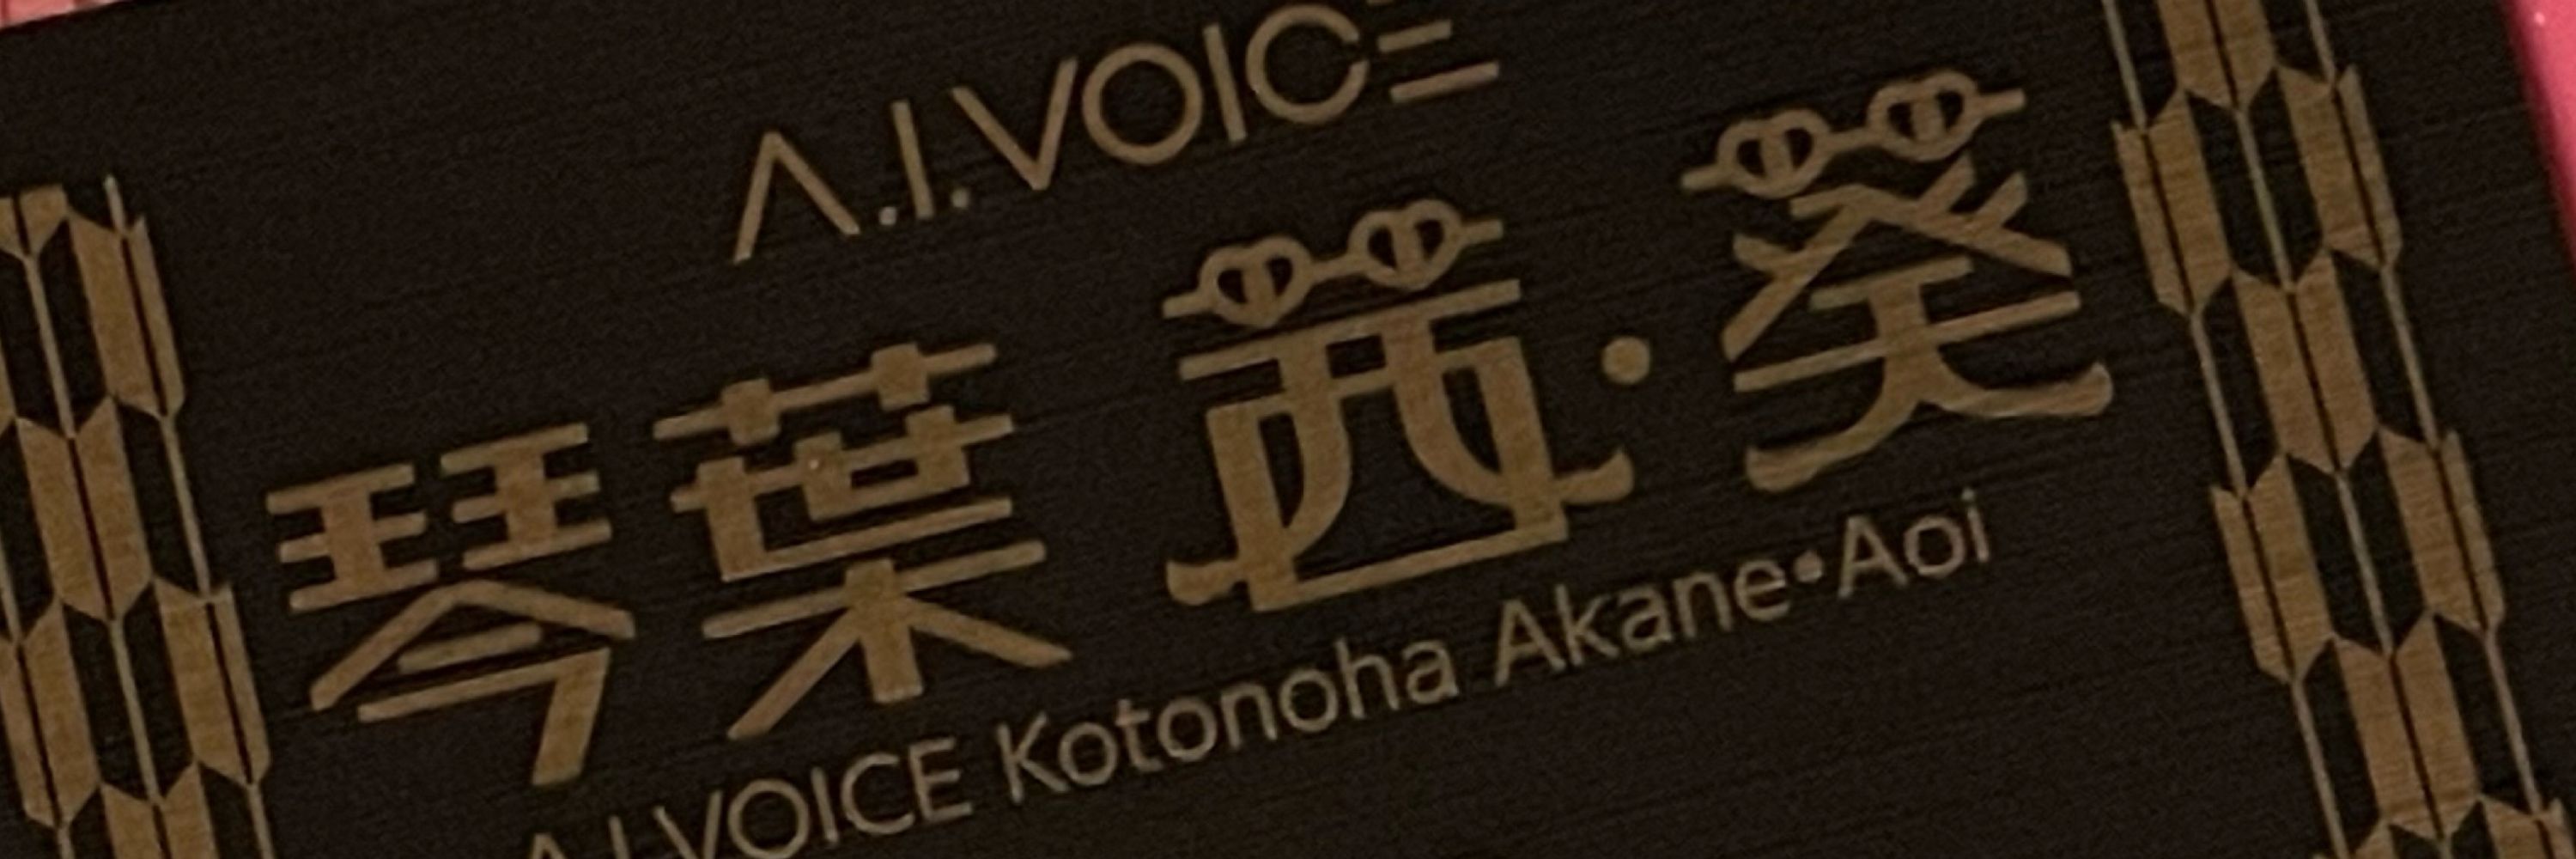 A.I.VOICE
琴葉 茜・葵
A.I.VOICE Kotonoha Akane•Aoi